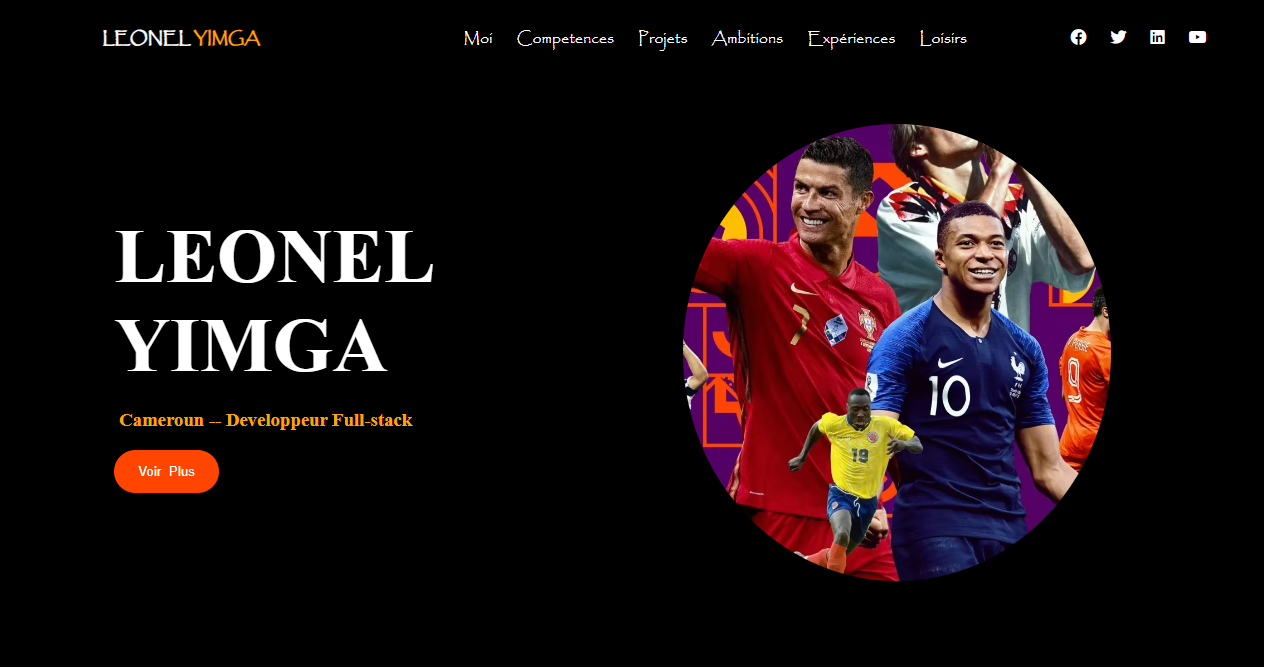 LEONEL YIMGA
Moi Competences Projets Ambitions Expériences Loisirs
LEONEL
YIMGA
Cameroun -- Developpeur Full-stack
Voir Plus
7
10
19
8